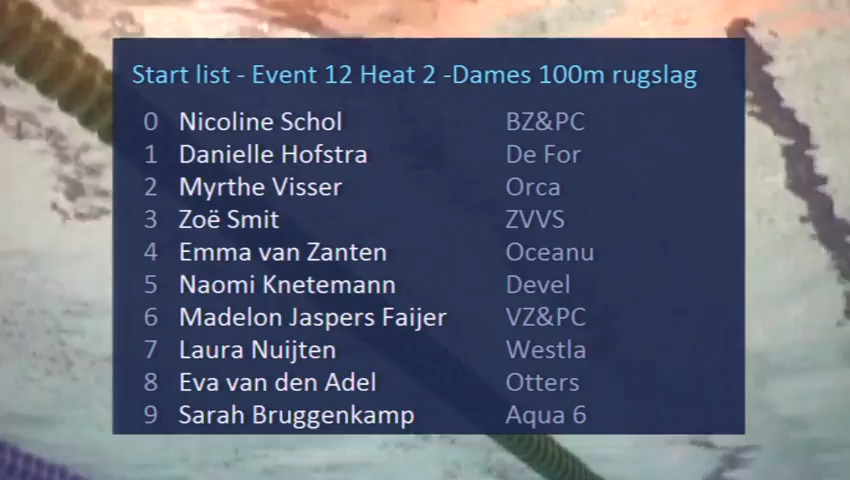 Start list - Event 12 Heat 2 -Dames 100m rugslag
0 Nicoline Schol BZ&PC
1 Danielle Hofstra De For
2 Myrthe Visser Orca
3 Zoë Smit ZVVS
4 Emma van Zanten Oceanu
5 Naomi Knetemann Devel
6 Madelon Jaspers Faijer VZ&PC
7 Laura Nuijten Westla
8 Eva van den Adel Otters
9 Sarah Bruggenkamp Aqua 6